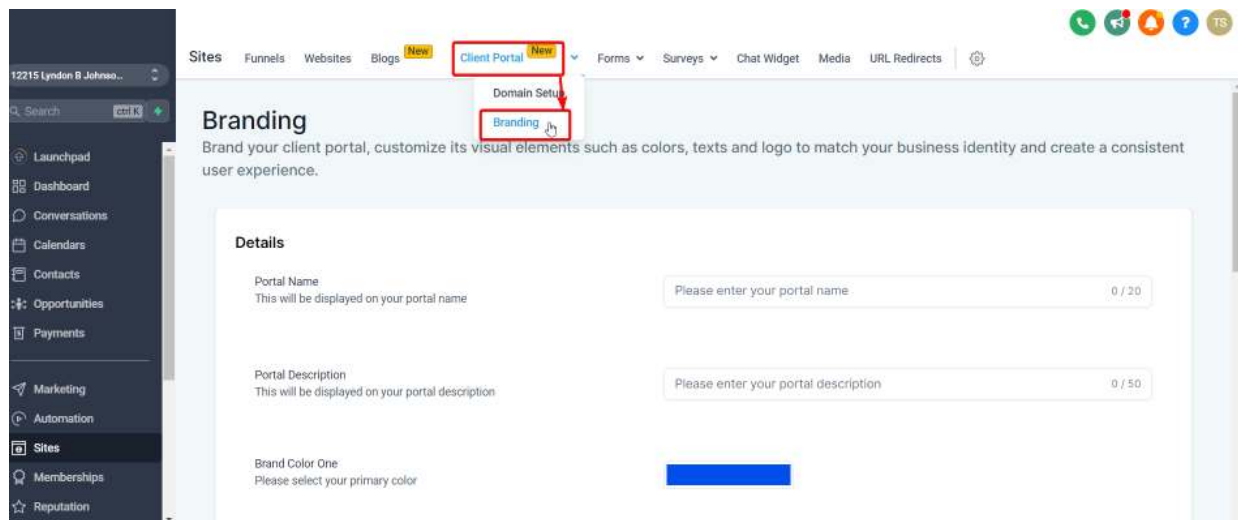 TS
Sites Funnels Websites Blogs New Client Portal New Forms Surveys Chat Widget Media URL Redirects
12215 Lyndon B Johnso..
Search ctrl K
Domain Setup
Branding
Launchpad
Dashboard
Conversations
Calendars
Contacts
Opportunities
Payments
Marketing
Automation
Sites
Memberships
Reputation
Branding
Brand your client portal, customize its visual elements such as colors, texts and logo to match your business identity and create a consistent
user experience.
Details
Portal Name
This will be displayed on your portal name
Please enter your portal name 0 / 20
Portal Description
This will be displayed on your portal description
Please enter your portal description 0 / 50
Brand Color One
Please select your primary color